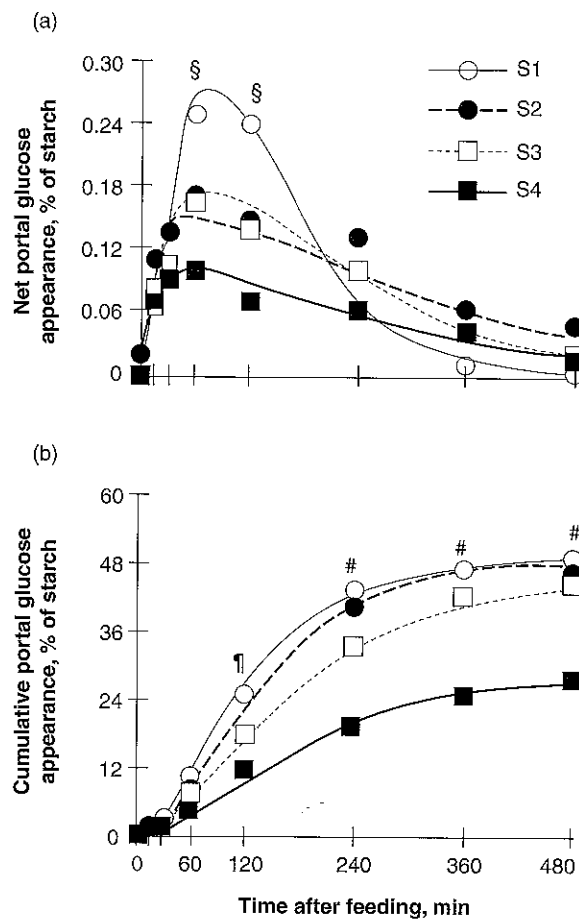 (a)
Net portal glucose
appearance, % of starch
0.30
0.24
0.18
0.12
0.06
0
§
§
S1
S2
S3
S4
(b)
Cumulative portal glucose
appearance, % of starch
60
48
36
24
12
0
¶
#
#
#
0
60
120
240
360
480
Time after feeding, min